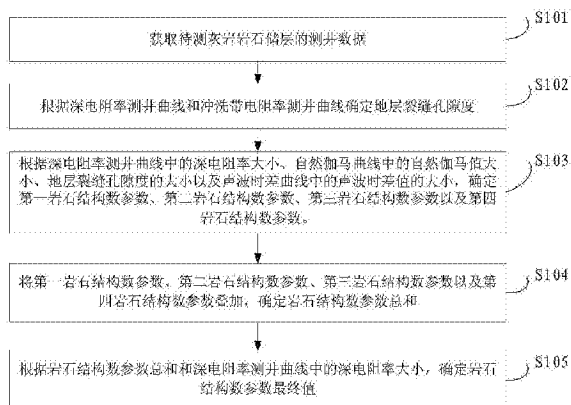 S101
获取待测灰岩岩石储层的测井数据
S102
根据深电阻率测井曲线和冲洗带电阻率测井曲线确定地层裂缝孔隙度
S103
根据深电阻率测井曲线中的深电阻率大小、自然伽马曲线中的自然伽马值大
小、地层裂缝孔隙度的大小以及声波时差曲线中的声波时差值的大小，确定
第一岩石结构数参数、第二岩石结构数参数、第三岩石结构数参数以及第四
岩石结构数参数。
S104
将第一岩石结构数参数，第二岩石结构数参数、第三岩石结构数参数以及第
四岩石结构数参数叠加，确定岩石结构数参数总和
S105
根据岩石结构数参数总和和深电阻率测井曲线中的深电阻率大小，确定岩石
结构数参数最终值